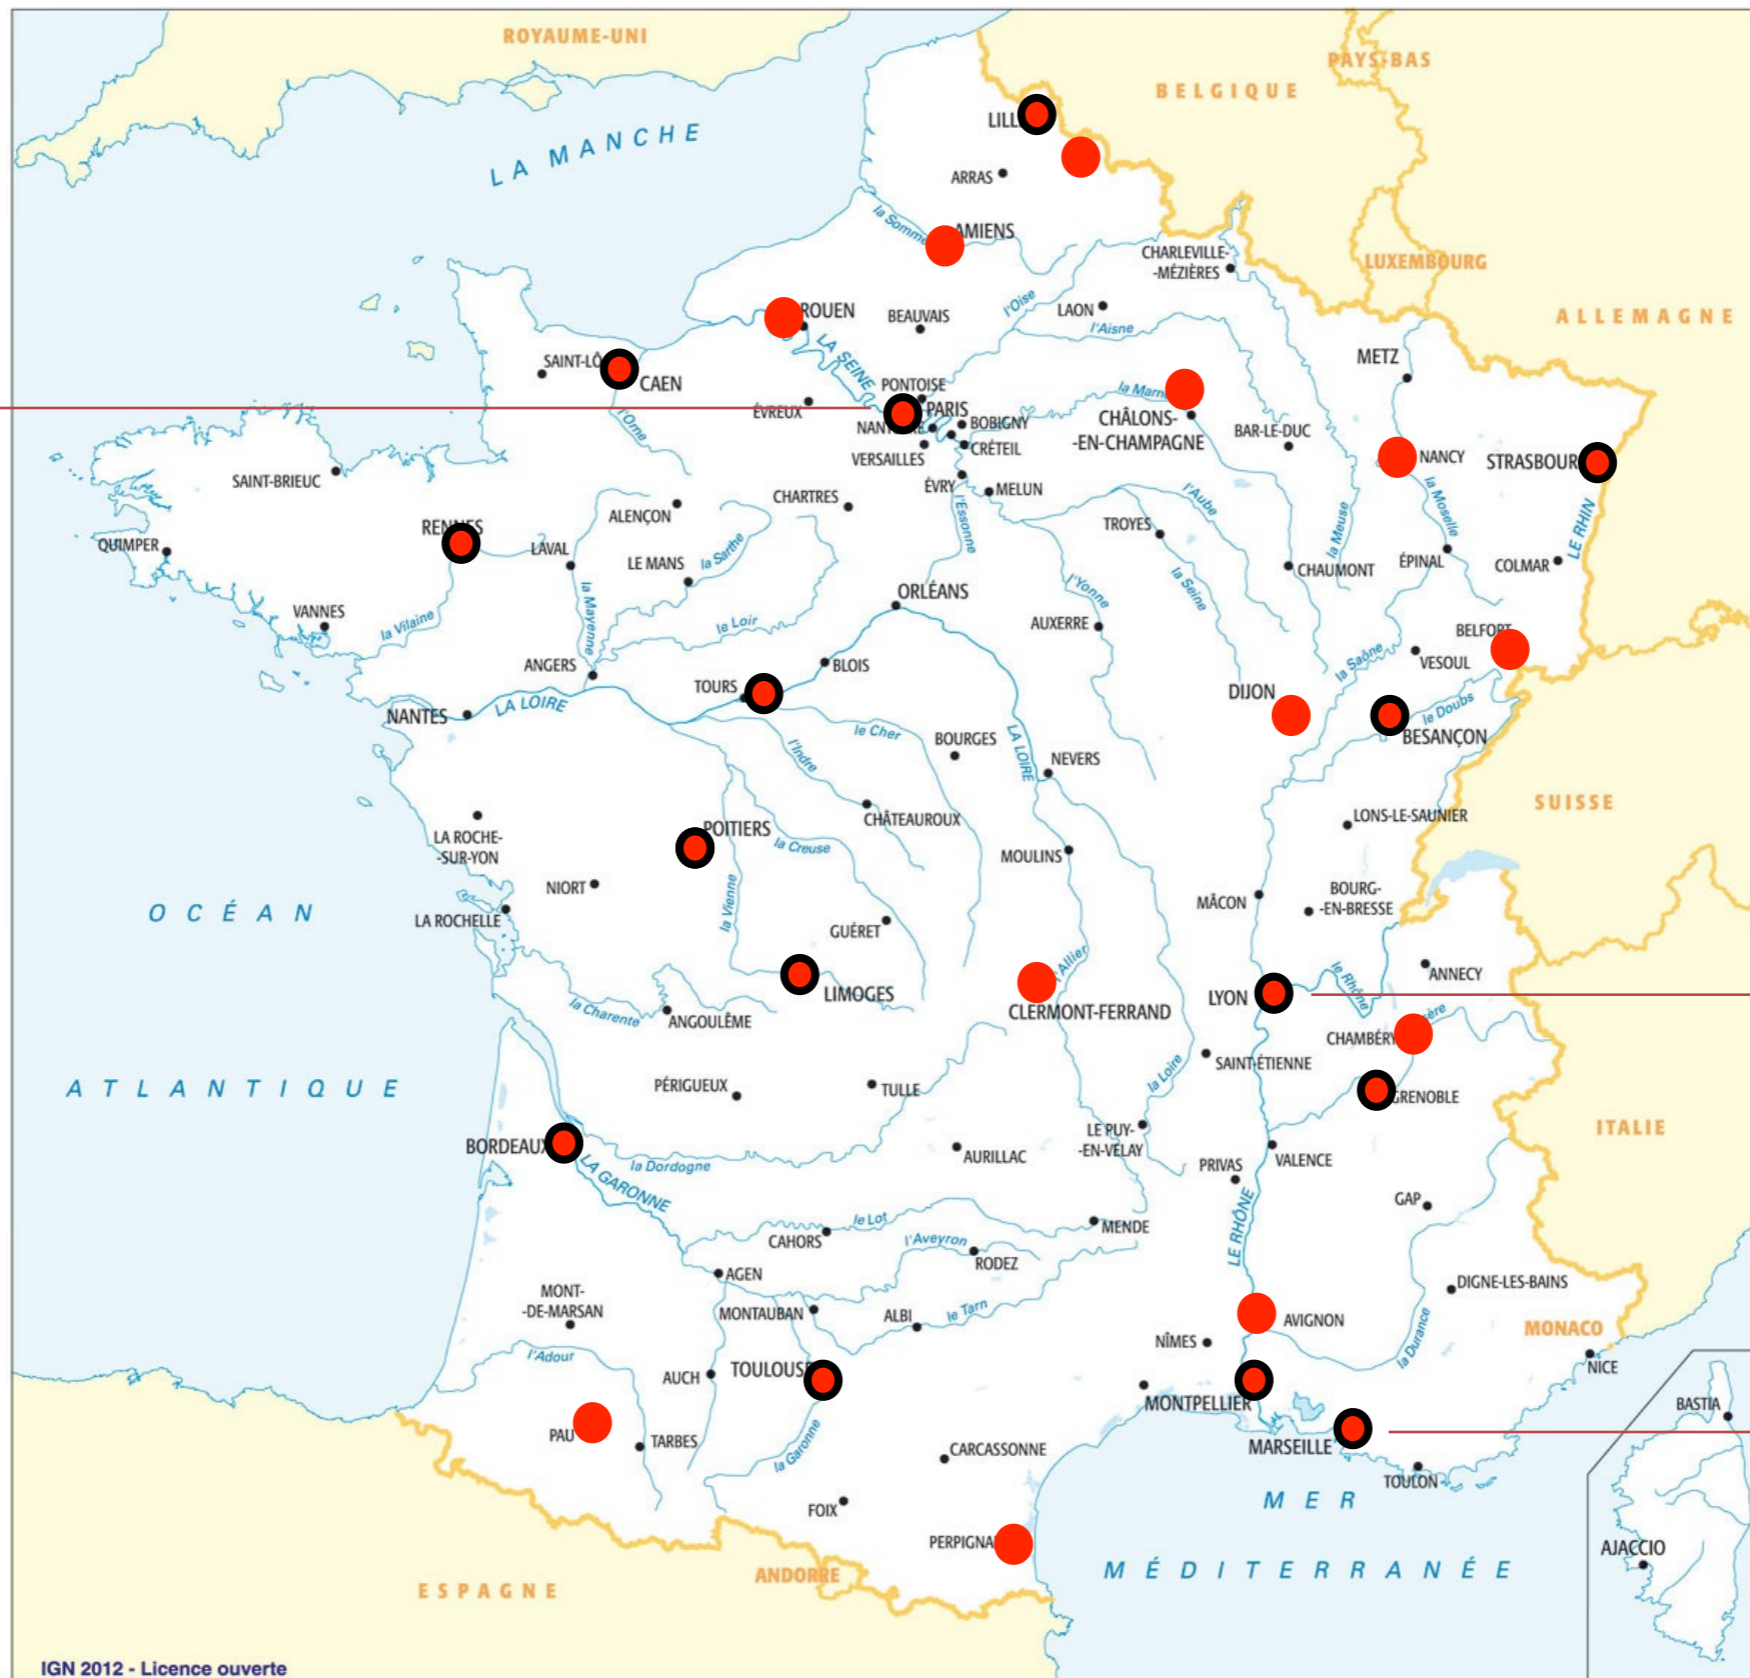 ROYAUME-UNI
PAYS-BAS
BELGIQUE
LA MANCHE
LILL
ARRAS
la Somme
AMIENS
CHARLEVILLE-
-MÉZIÈRES
LUXEMBOURG
ALLEMAGNE
l'Oise
LAON
ROUEN
BEAUVAIS
l'Aisne
LA SEINE
METZ
SAINT-LÔ
CAEN
PONTOISE
la Marn
ÉVREUX
PARIS
NANT
BOBIGNY
CHÂLONS-
-EN-CHAMPAGNE
l'Orne
VERSAILLES
CRÉTEIL
BAR-LE-DUC
NANCY
STRASBOUR
SAINT-BRIEUC
ÉVRY
MELUN
CHARTRES
ALENÇON
l'Essonne
l'Aube
la Meuse
la Moselle
LE RHIN
RENNES
TROYES
QUIMPER
LAVAL
LE MANS
la Sarthe
CHAUMONT
ÉPINAL
COLMAR
la Mayenne
ORLÉANS
l'Yonne
la Seine
VANNES
la Vilaine
le Loir
AUXERRE
BELFORT
ANGERS
BLOIS
la Saône
VESOUL
TOURS
DIJON
NANTES
LA LOIRE
le Cher
le Doubs
BESANÇON
BOURGES
l'Indre
LA LOIRE
NEVERS
SUISSE
LA ROCHE-
-SUR-YON
POITIERS
CHÂTEAUROUX
LONS-LE-SAUNIER
la Creuse
MOULINS
NIORT
la Vienne
MÂCON
BOURG-
-EN-BRESSE
OCÉAN
LA ROCHELLE
GUÉRET
l'Allier
le Rhône
ANNECY
LIMOGES
LYON
la Charente
ANGOULÊME
CLERMONT-FERRAND
CHAMBÉRY
ère
SAINT-ÉTIENNE
ATLANTIQUE
PÉRIGUEUX
TULLE
la Loire
GRENOBLE
ITALIE
BORDEAUX
la Dordogne
AURILLAC
LE PUY-
-EN-VELAY
PRIVAS
VALENCE
LA GARONNE
GAP
le Lot
MENDE
LE RHÔNE
CAHORS
l'Aveyron
RODEZ
AGEN
DIGNE-LES-BAINS
MONT-
-DE-MARSAN
MONTAUBAN
ALBI
le Tarn
AVIGNON
la Durance
MONACO
NÎMES
l'Adour
AUCH
TOULOUS
NICE
MONTPELLIER
BASTIA
PAU
TARBES
la Garonne
CARCASSONNE
MARSEILLE
TOULON
FOIX
MER
PERPIGNA
AJACCIO
ANDORRE
MÉDITERRANÉE
ESPAGNE
IGN 2012 - Licence ouverte